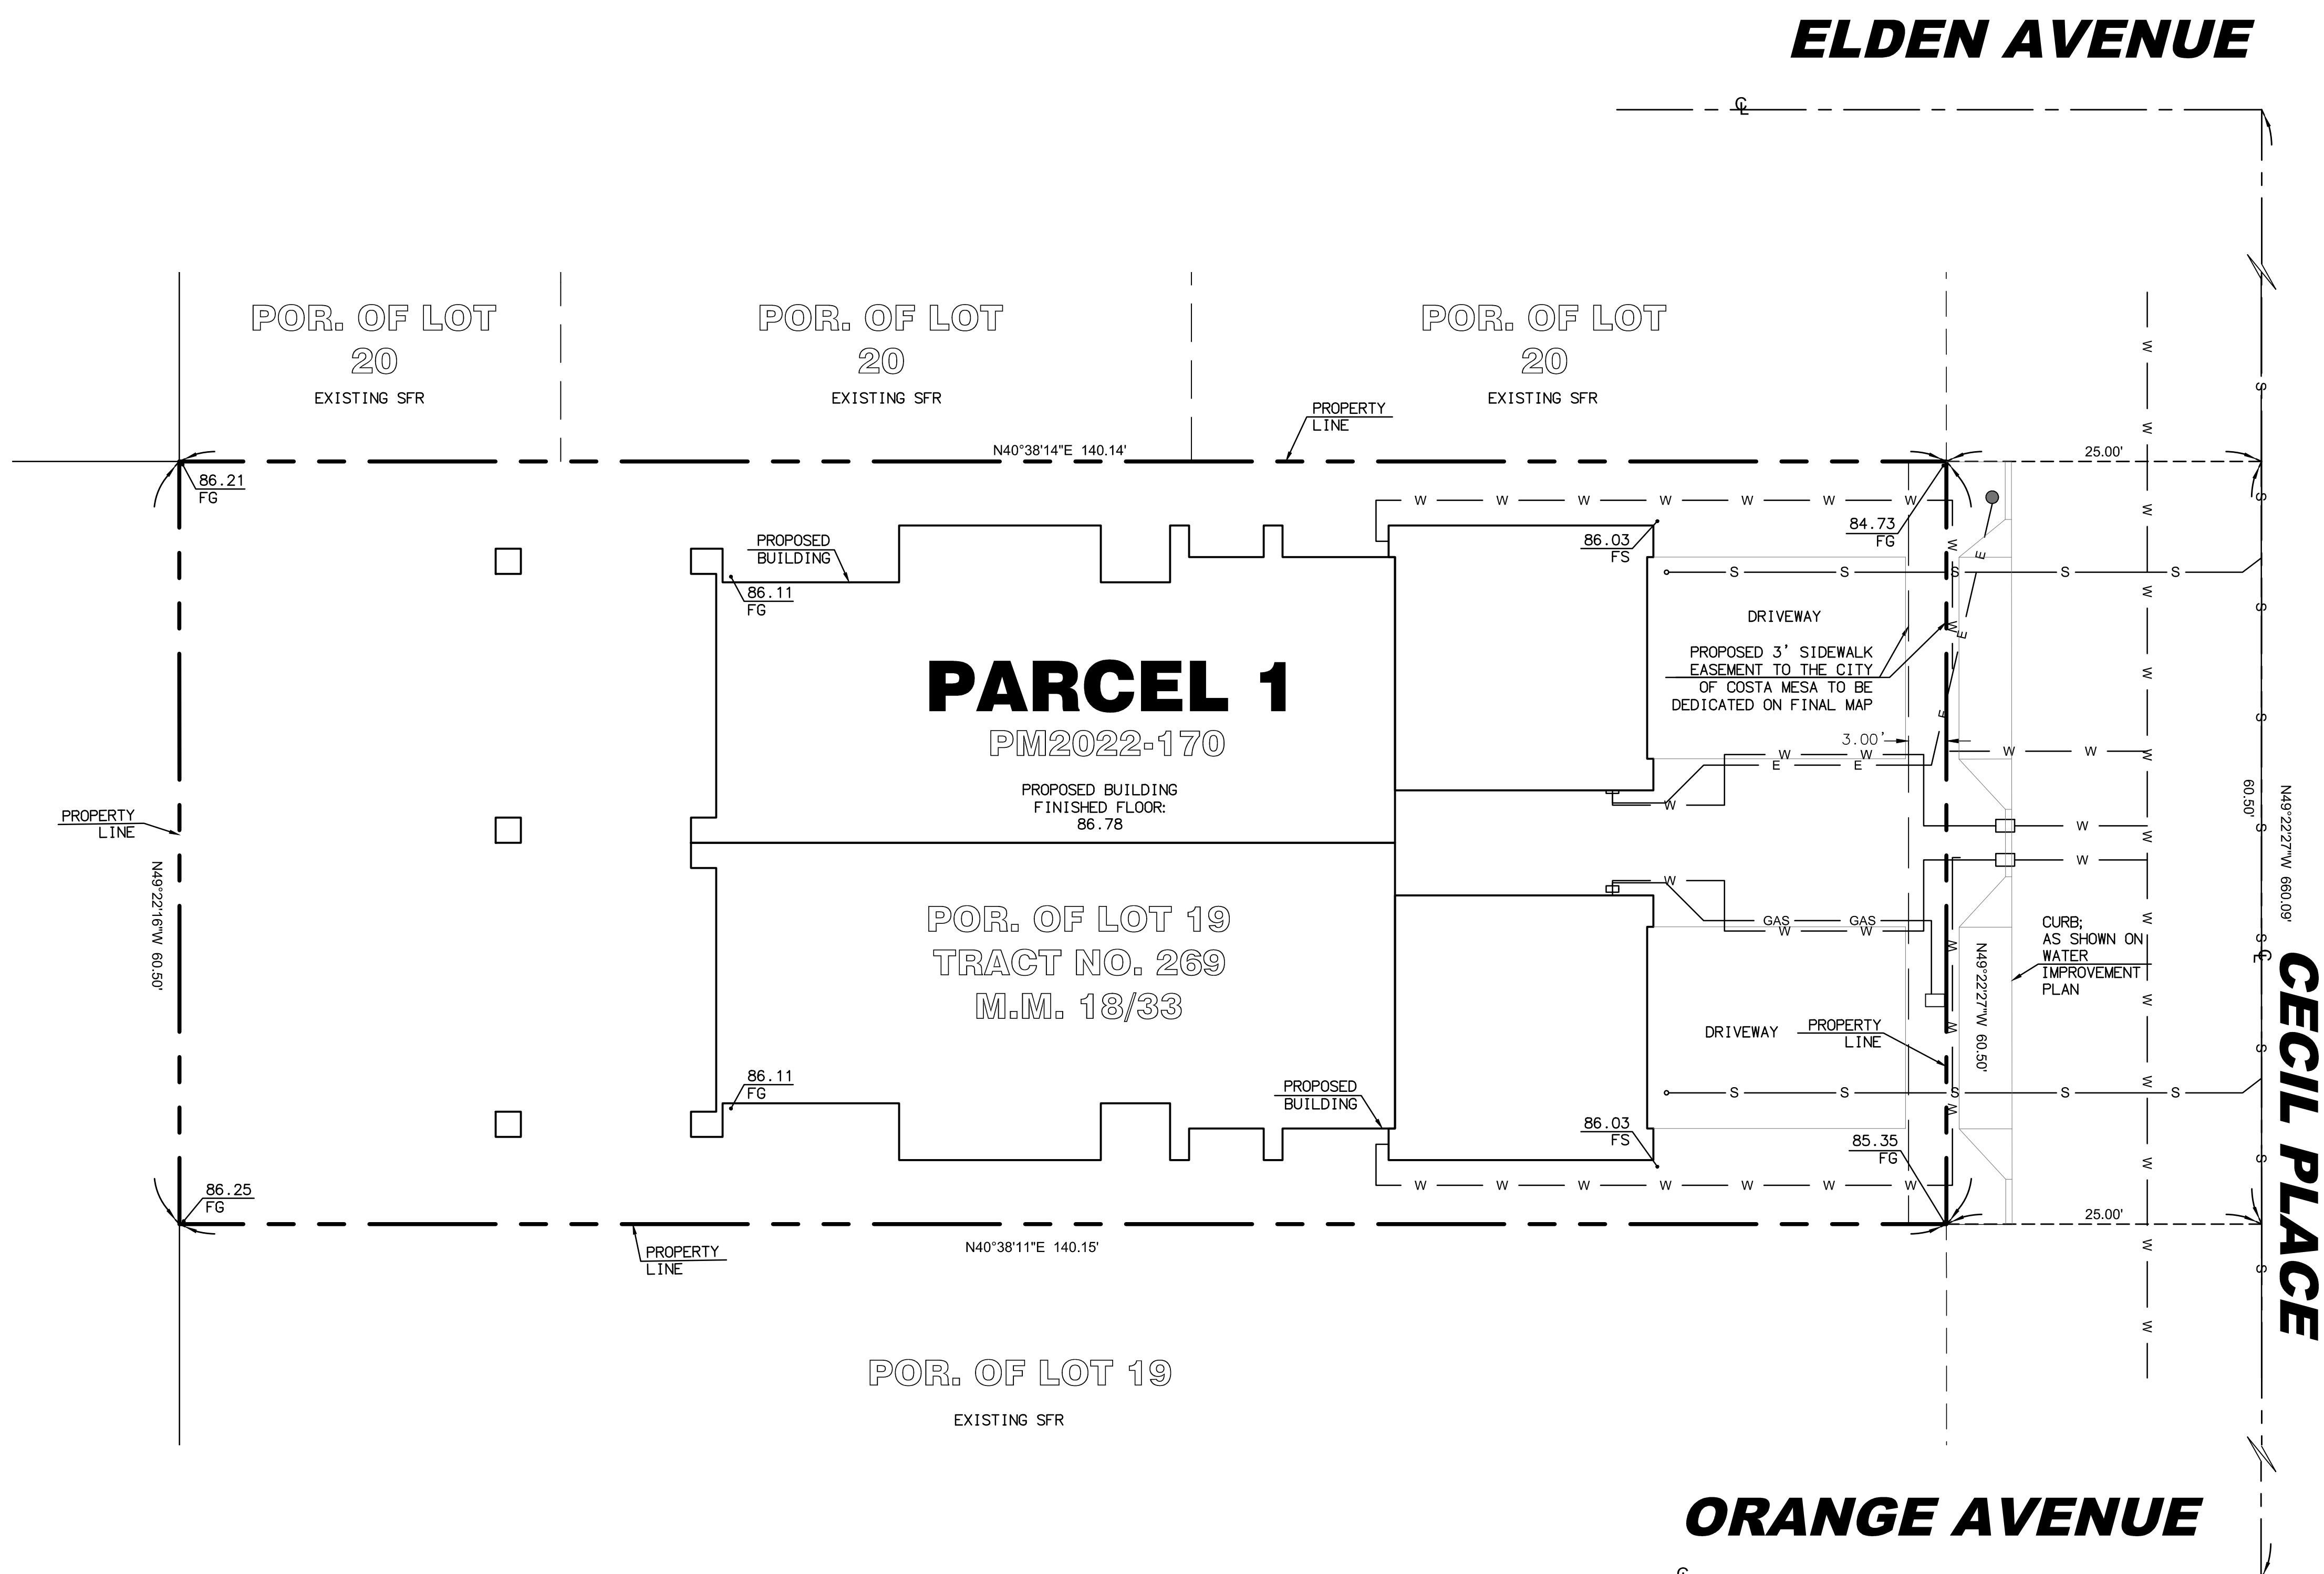 ELDEN AVENUE
℄
POR. OF LOT
20
EXISTING SFR
POR. OF LOT
20
EXISTING SFR
POR. OF LOT
20
EXISTING SFR
PROPERTY
LINE
N40°38'14"E 140.14'
25.00'
86.21
FG
W W W W W W W
84.73
FG
86.03
FS
PROPOSED
BUILDING
86.11
FG
E
S S S S S
DRIVEWAY
PROPOSED 3' SIDEWALK
EASEMENT TO THE CITY
OF COSTA MESA TO BE
DEDICATED ON FINAL MAP
W
W
E
E
3.00'
PARCEL 1
PM2022-170
PROPOSED BUILDING
FINISHED FLOOR:
86.78
W W
E E
W
W W
W
W
PROPERTY
LINE
N49°22'16"W 60.50'
W
GAS GAS
W W
POR. OF LOT 19
TRACT NO. 269
M.M. 18/33
CURB;
AS SHOWN ON
WATER
IMPROVEMENT
PLAN
N49°22'27"W 60.50'
W
W
W
DRIVEWAY
PROPERTY
LINE
86.11
FG
PROPOSED
BUILDING
S S S S S
86.03
FS
85.35
FG
86.25
FG
W W W W W W W
25.00'
PROPERTY
LINE
N40°38'11"E 140.15'
W
W
W
W
W
W
W
W
W
W
W
W
W
S
S
S
S
S
S
S
S
S
60.50'
N49°22'27"W 660.09'
℄
CECIL PLACE
POR. OF LOT 19
EXISTING SFR
ORANGE AVENUE